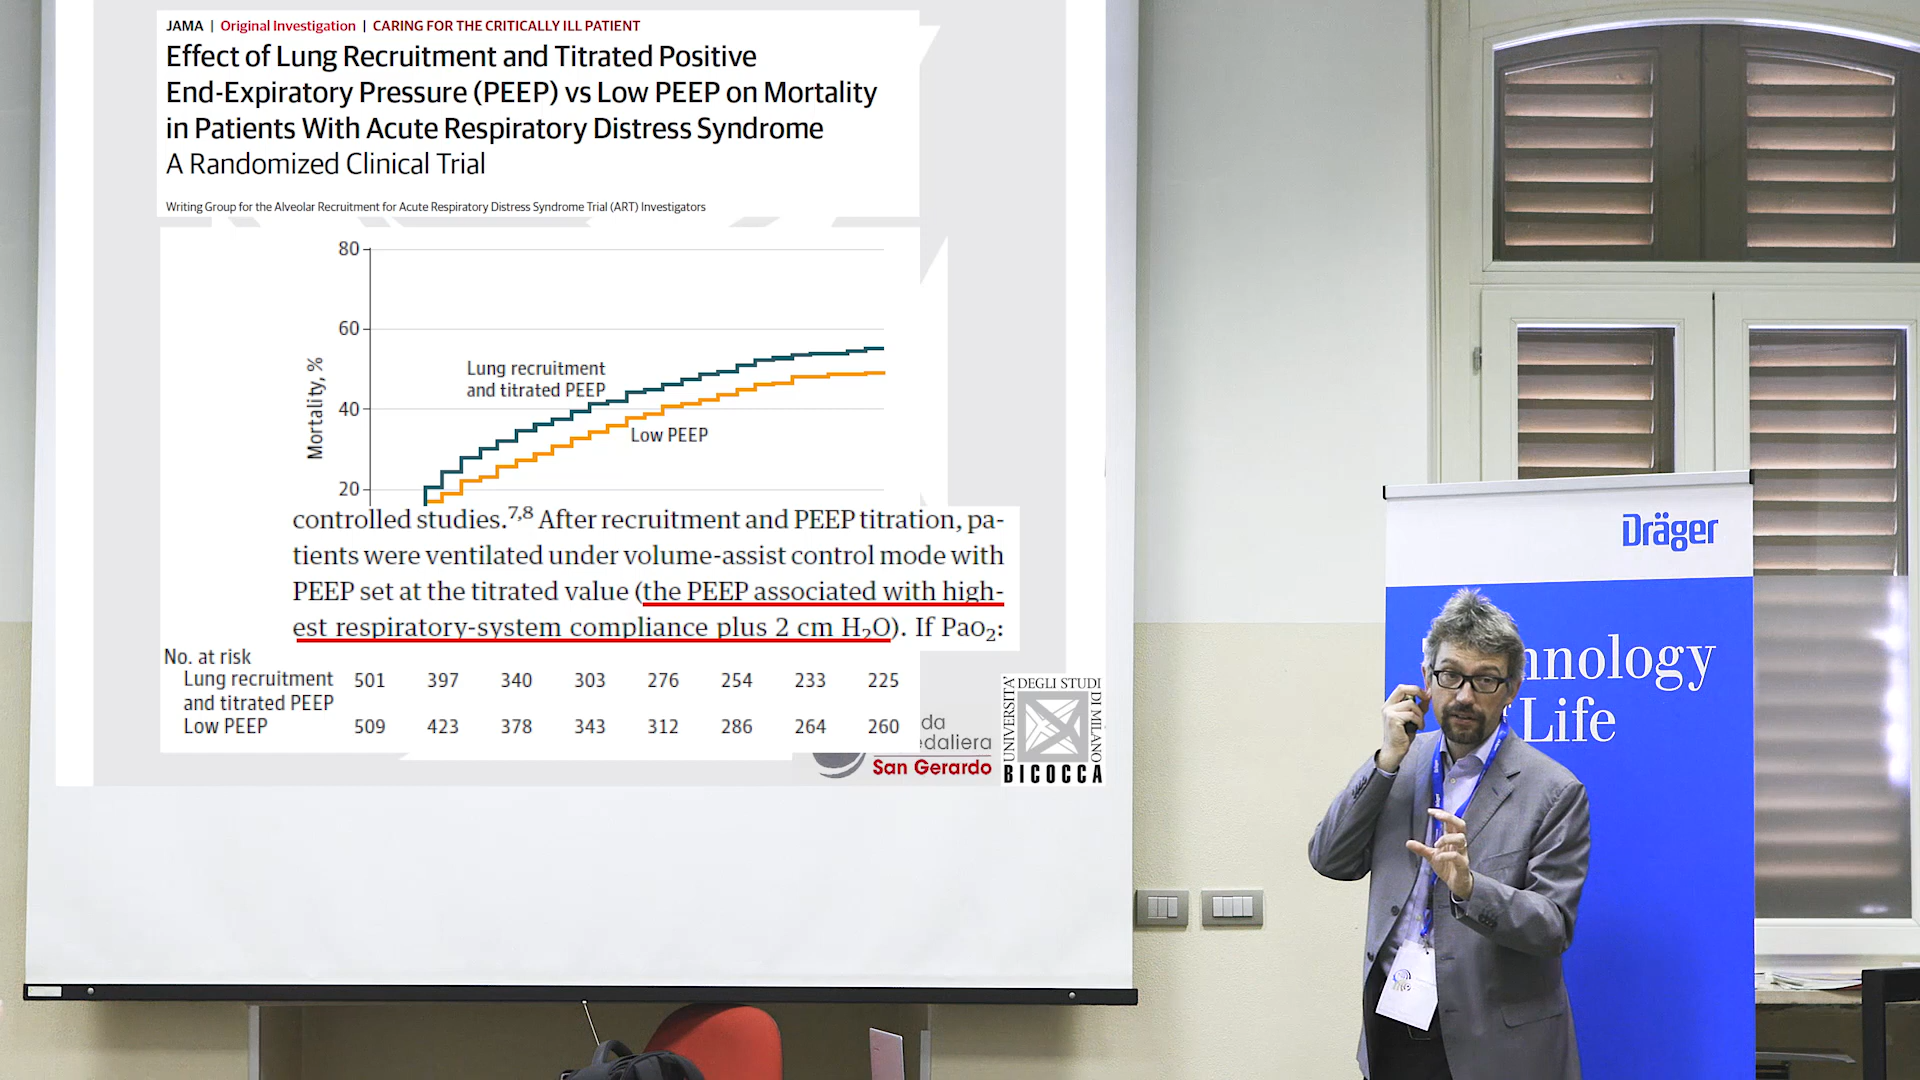 JAMA | Original Investigation | CARING FOR THE CRITICALLY ILL PATIENT
Effect of Lung Recruitment and Titrated Positive
End-Expiratory Pressure (PEEP) vs Low PEEP on Mortality
in Patients With Acute Respiratory Distress Syndrome
A Randomized Clinical Trial
Writing Group for the Alveolar Recruitment for Acute Respiratory Distress Syndrome Trial (ART) Investigators
80
60
40
20
Mortality, %
Lung recruitment
and titrated PEEP
Low PEEP
controlled studies.7,8 After recruitment and PEEP titration, pa-
tients were ventilated under volume-assist control mode with
PEEP set at the titrated value (the PEEP associated with high-
est respiratory-system compliance plus 2 cm H2O). If PaO2:
No. at risk
Lung recruitment 501 397 340 303 276 254 233 225
and titrated PEEP
Low PEEP 509 423 378 343 312 286 264 260
da
edaliera
San Gerardo
UNIVERSITA' DEGLI STUDI DI MILANO
BICOCCA
Dräger
nnology
Life